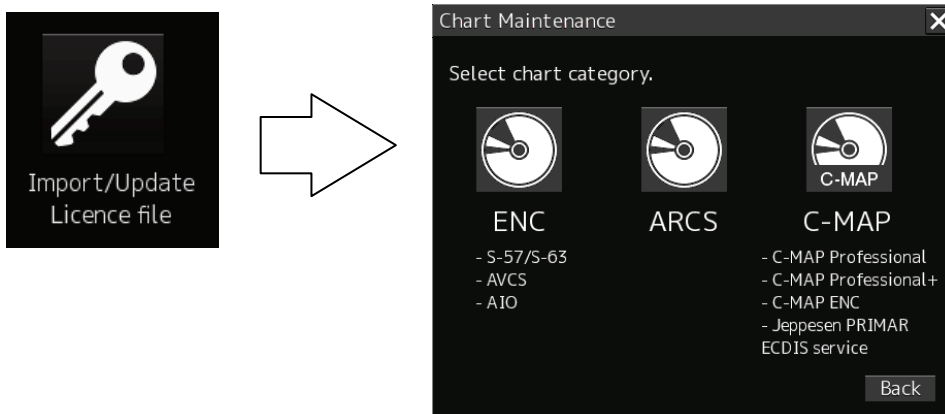 Import/Update
Licence file
Chart Maintenance
Select chart category.
C-MAP
ENC
ARCS
C-MAP
- S-57/S-63
- AVCS
- AIO
- C-MAP Professional
- C-MAP Professional+
- C-MAP ENC
- Jeppesen PRIMAR
ECDIS service
Back